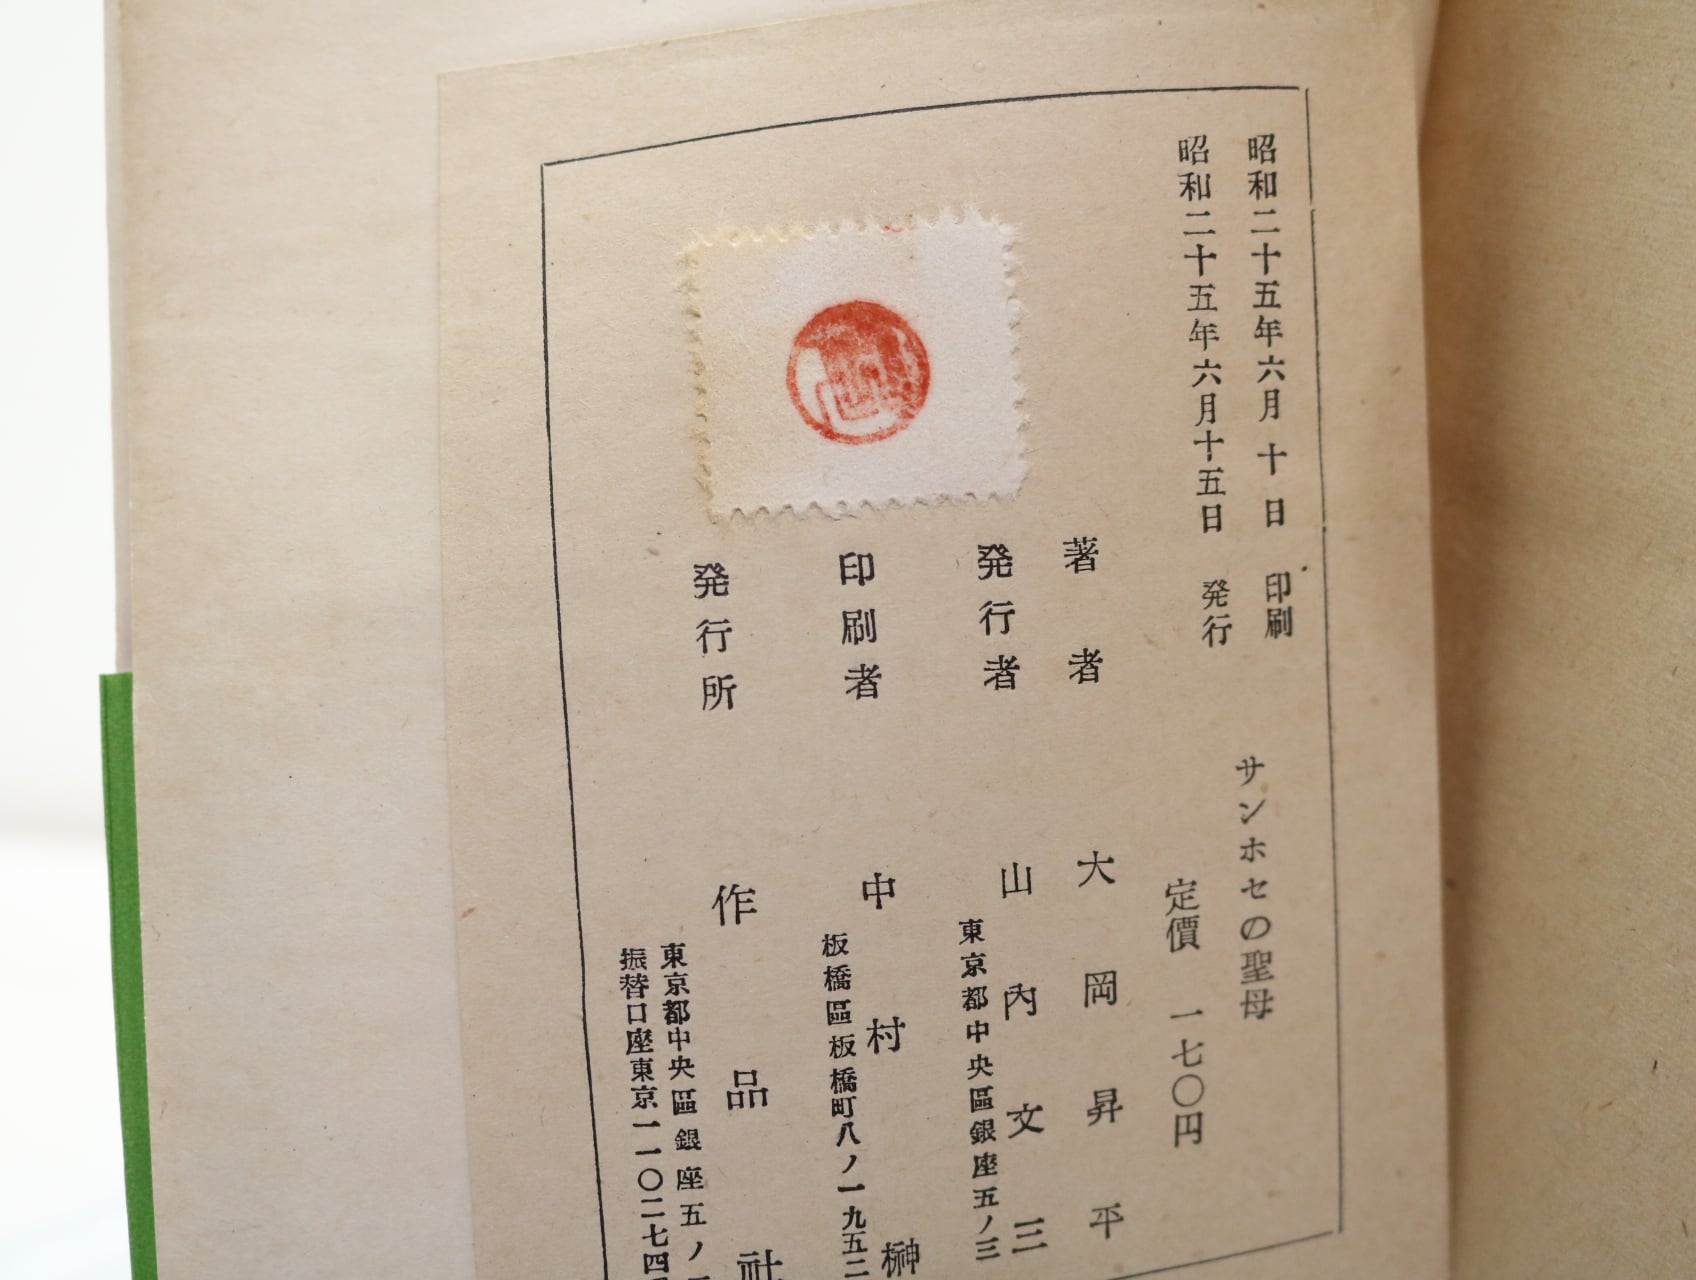 昭和二十五年六月十日　印刷
昭和二十五年六月十五日　発行
サンホセの聖母
定價　一七〇円
著者　大岡昇平
発行者　山内文三
東京都中央區銀座五ノ三
印刷者　中村榊
板橋區板橋町八ノ一九五二
発行所　作品社
東京都中央區銀座五ノ
振替口座東京一一〇二七四